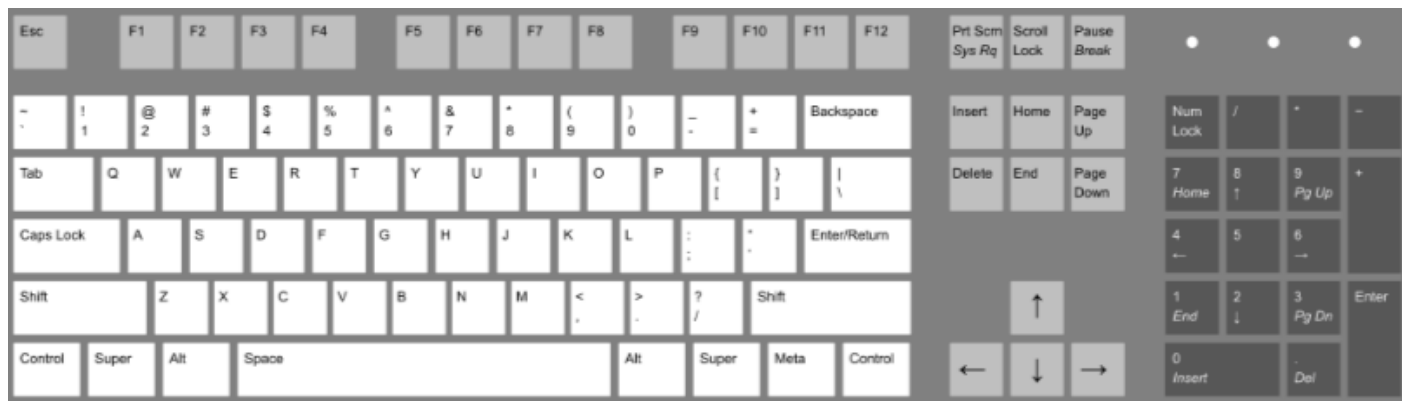 Esc F1 F2 F3 F4 F5 F6 F7 F8 F9 F10 F11 F12 Prt Scrn Scroll Pause
Sys Rq Lock Break
~ ! @ # $ % ^ & * ( ) _ + Backspace Insert Home Page Num / * −
` 1 2 3 4 5 6 7 8 9 0 - = Up Lock
Tab Q W E R T Y U I O P { } | Delete End Page 7 8 9 +
[ ] \ Down Home ↑ Pg Up
Caps Lock A S D F G H J K L : " Enter/Return 4 5 6
; ' ← →
Shift Z X C V B N M < > ? Shift ↑ 1 2 3 Enter
, . / End ↓ Pg Dn
Control Super Alt Space Alt Super Meta Control ← ↓ → 0 .
Insert Del